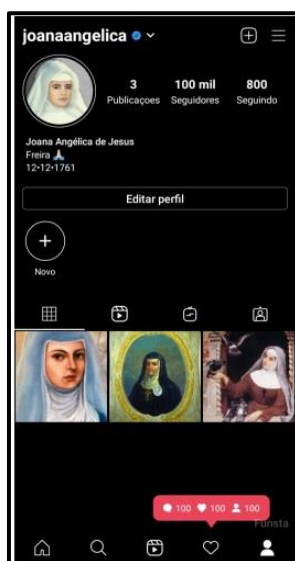 joanaangelica
3 100 mil 800
Publicaçoes Seguidores Seguindo
Joana Angélica de Jesus
Freira 🙏🏻
12•12•1761
Editar perfil
Novo
100 100 100
Funsta